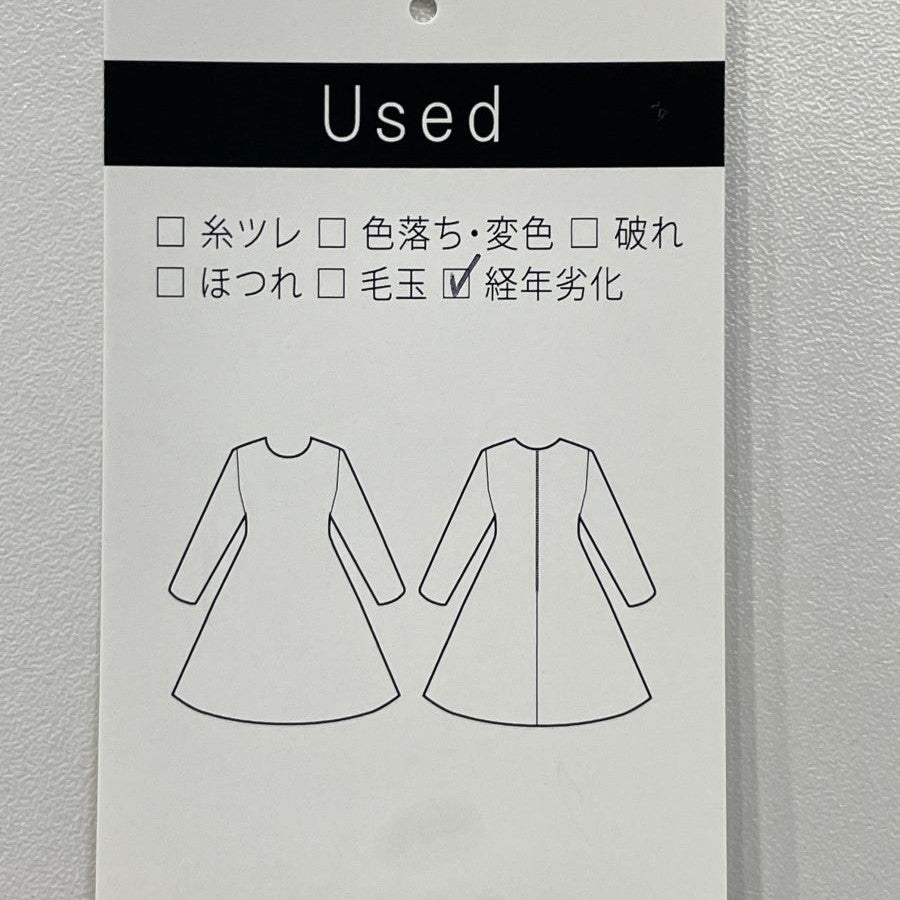 Used
□ 糸ツレ □ 色落ち・変色 □ 破れ
□ ほつれ □ 毛玉 ☑ 経年劣化